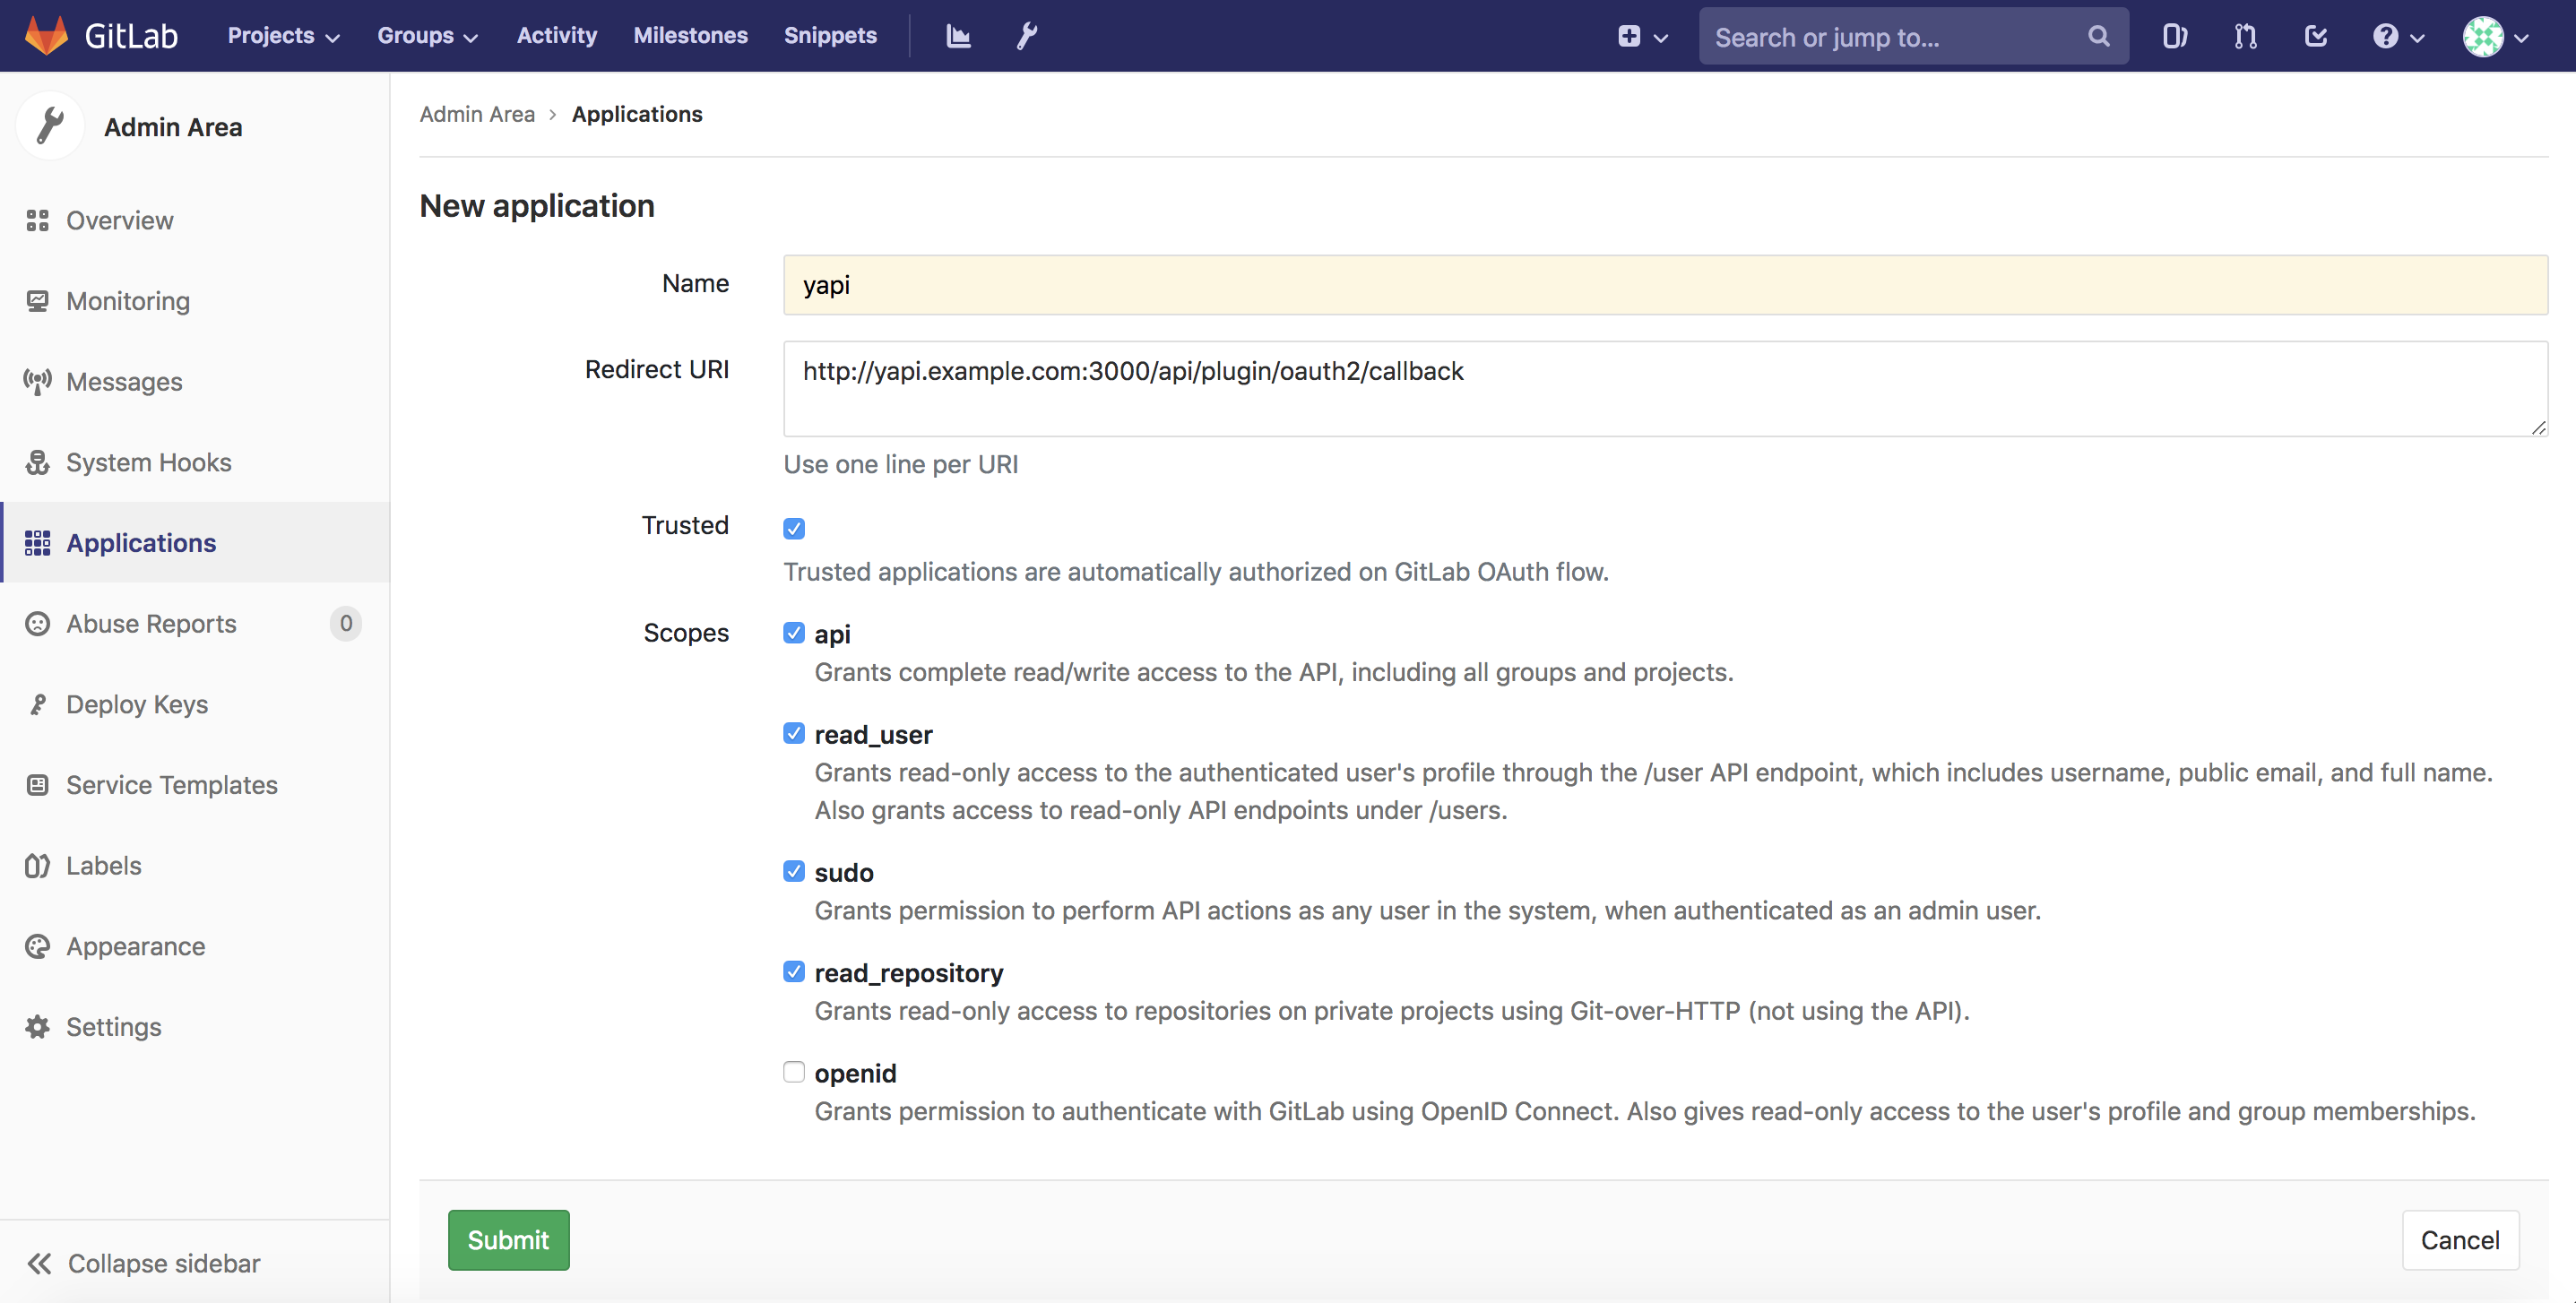 GitLab Projects Groups Activity Milestones Snippets Search or jump to...
Admin Area
Overview
Monitoring
Messages
System Hooks
Applications
Abuse Reports 0
Deploy Keys
Service Templates
Labels
Appearance
Settings
Collapse sidebar
Admin Area › Applications
New application
Name yapi
Redirect URI http://yapi.example.com:3000/api/plugin/oauth2/callback
Use one line per URI
Trusted
Trusted applications are automatically authorized on GitLab OAuth flow.
Scopes api
Grants complete read/write access to the API, including all groups and projects.
read_user
Grants read-only access to the authenticated user's profile through the /user API endpoint, which includes username, public email, and full name.
Also grants access to read-only API endpoints under /users.
sudo
Grants permission to perform API actions as any user in the system, when authenticated as an admin user.
read_repository
Grants read-only access to repositories on private projects using Git-over-HTTP (not using the API).
openid
Grants permission to authenticate with GitLab using OpenID Connect. Also gives read-only access to the user's profile and group memberships.
Submit Cancel